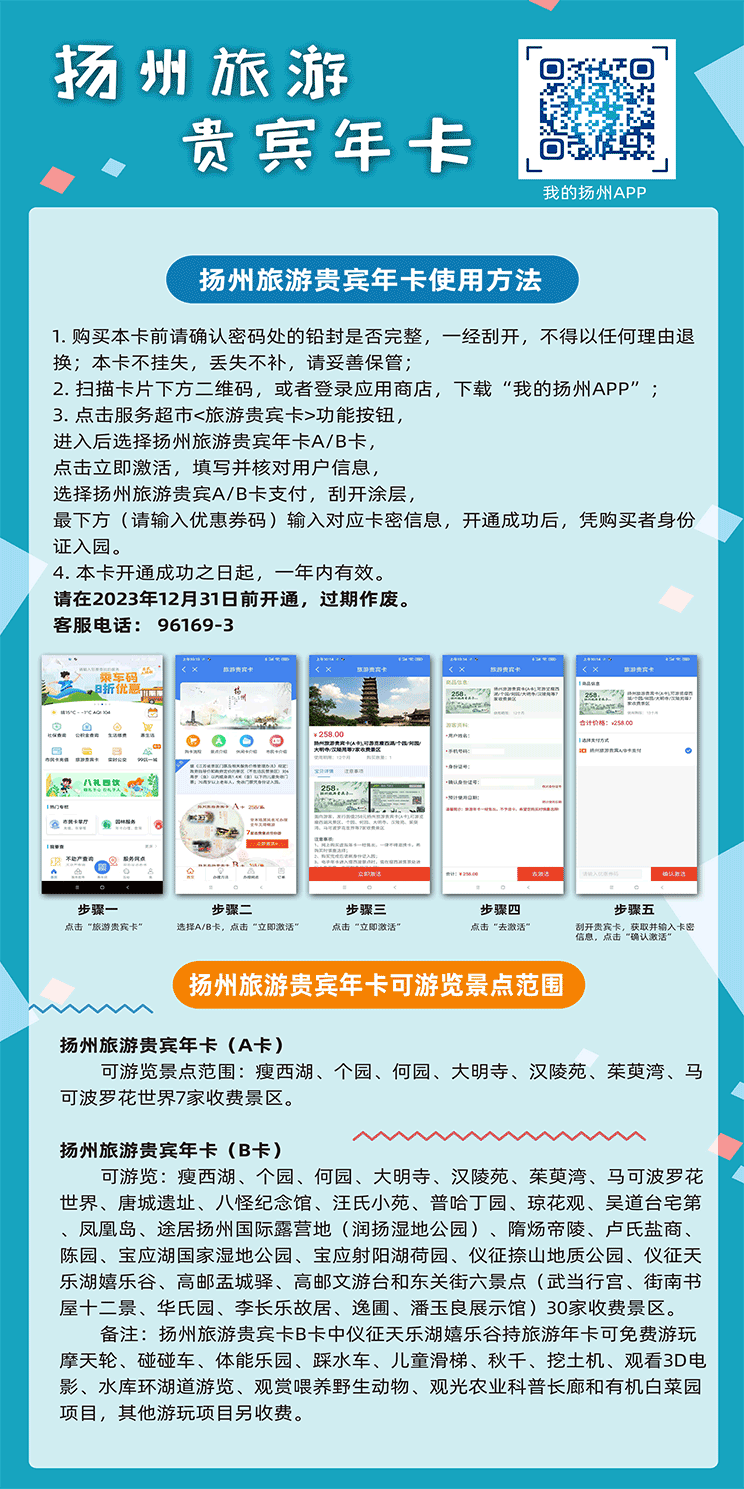 扬州旅游
贵宾年卡
我的扬州APP
扬州旅游贵宾年卡使用方法
1. 购买本卡前请确认密码处的铅封是否完整，一经刮开，不得以任何理由退
换；本卡不挂失，丢失不补，请妥善保管；
2. 扫描卡片下方二维码，或者登录应用商店，下载“我的扬州APP”；
3. 点击服务超市<旅游贵宾卡>功能按钮，
进入后选择扬州旅游贵宾年卡A/B卡，
点击立即激活，填写并核对用户信息，
选择扬州旅游贵宾A/B卡支付，刮开涂层，
最下方（请输入优惠券码）输入对应卡密信息，开通成功后，凭购买者身份
证入园。
4. 本卡开通成功之日起，一年内有效。
请在2023年12月31日前开通，过期作废。
客服电话： 96169-3
乘车码
8折优惠
八礼四仪
旅游贵宾卡
旅游贵宾卡
¥ 258.00
立即激活
旅游贵宾卡
去激活
旅游贵宾卡
合计价格：¥258.00
确认激活
步骤一
点击“旅游贵宾卡”
步骤二
选择A/B卡，点击“立即激活”
步骤三
点击“立即激活”
步骤四
点击“去激活”
步骤五
刮开贵宾卡，获取并输入卡密
信息，点击“确认激活”
扬州旅游贵宾年卡可游览景点范围
扬州旅游贵宾年卡（A卡）
可游览景点范围：瘦西湖、个园、何园、大明寺、汉陵苑、茱萸湾、马
可波罗花世界7家收费景区。
扬州旅游贵宾年卡（B卡）
可游览：瘦西湖、个园、何园、大明寺、汉陵苑、茱萸湾、马可波罗花
世界、唐城遗址、八怪纪念馆、汪氏小苑、普哈丁园、琼花观、吴道台宅第
、凤凰岛、途居扬州国际露营地（润扬湿地公园）、隋炀帝陵、卢氏盐商、
陈园、宝应湖国家湿地公园、宝应射阳湖荷园、仪征捺山地质公园、仪征天
乐湖嬉乐谷、高邮盂城驿、高邮文游台和东关街六景点（武当行宫、街南书
屋十二景、华氏园、李长乐故居、逸圃、潘玉良展示馆）30家收费景区。
备注：扬州旅游贵宾卡B卡中仪征天乐湖嬉乐谷持旅游年卡可免费游玩
摩天轮、碰碰车、体能乐园、踩水车、儿童滑梯、秋千、挖土机、观看3D电
影、水库环湖道游览、观赏喂养野生动物、观光农业科普长廊和有机白菜园
项目，其他游玩项目另收费。